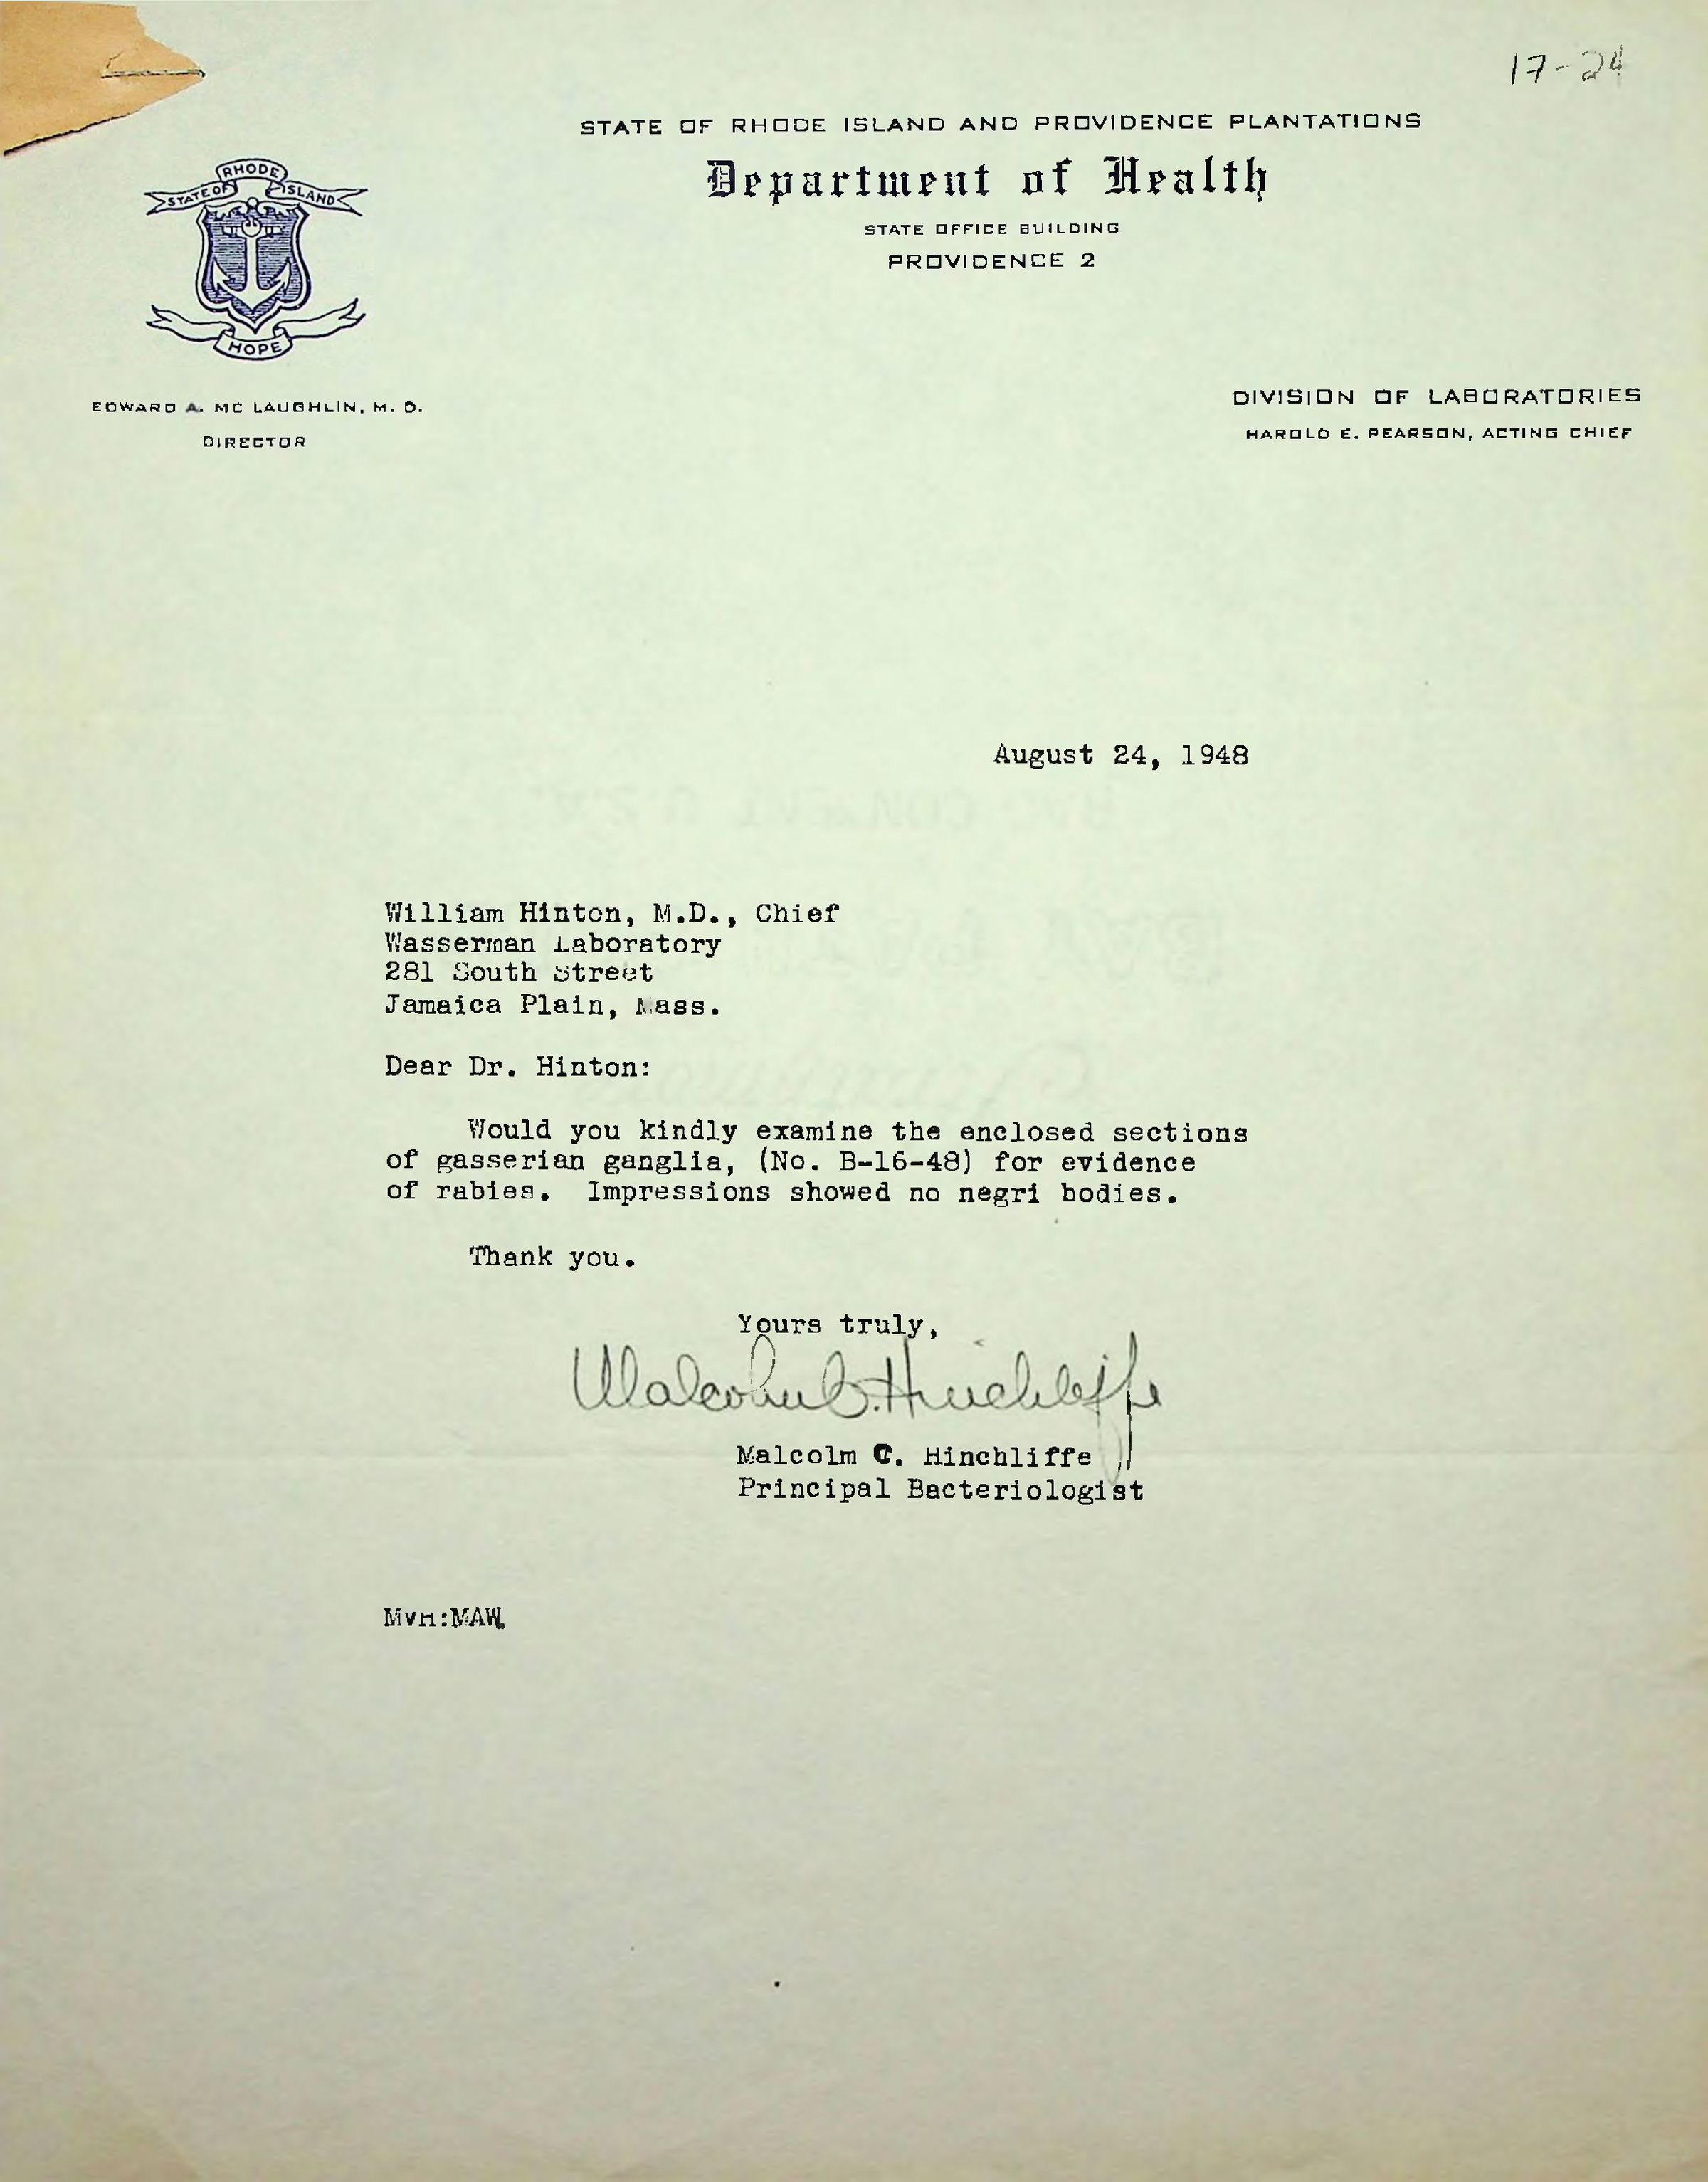 17-24
STATE OF RHODE ISLAND AND PROVIDENCE PLANTATIONS
Department of Health
STATE OFFICE BUILDING
PROVIDENCE 2
STATE OF RHODE ISLAND
HOPE
EDWARD A. MC LAUGHLIN, M. D.
DIRECTOR
DIVISION OF LABORATORIES
HAROLD E. PEARSON, ACTING CHIEF
August 24, 1948
William Hinton, M.D., Chief
Wasserman Laboratory
281 South Street
Jamaica Plain, Mass.
Dear Dr. Hinton:
Would you kindly examine the enclosed sections
of gasserian ganglia, (No. B-16-48) for evidence
of rabies. Impressions showed no negri bodies.
Thank you.
Yours truly,
Malcolm C. Hinchliffe
Malcolm C. Hinchliffe
Principal Bacteriologist
MvH:MAW